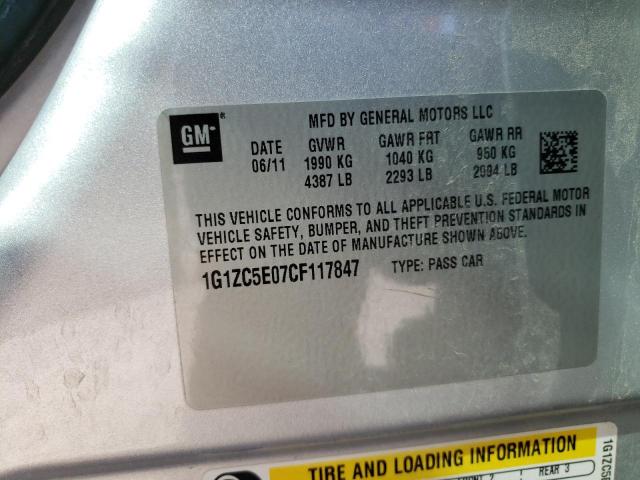 MFD BY GENERAL MOTORS LLC
GM
DATE GVWR GAWR FRT GAWR RR
06/11 1990 KG 1040 KG 950 KG
4387 LB 2293 LB 2094 LB
THIS VEHICLE CONFORMS TO ALL APPLICABLE U.S. FEDERAL MOTOR
VEHICLE SAFETY, BUMPER, AND THEFT PREVENTION STANDARDS IN
EFFECT ON THE DATE OF MANUFACTURE SHOWN ABOVE.
1G1ZC5E07CF117847 TYPE: PASS CAR
TIRE AND LOADING INFORMATION
REAR 3